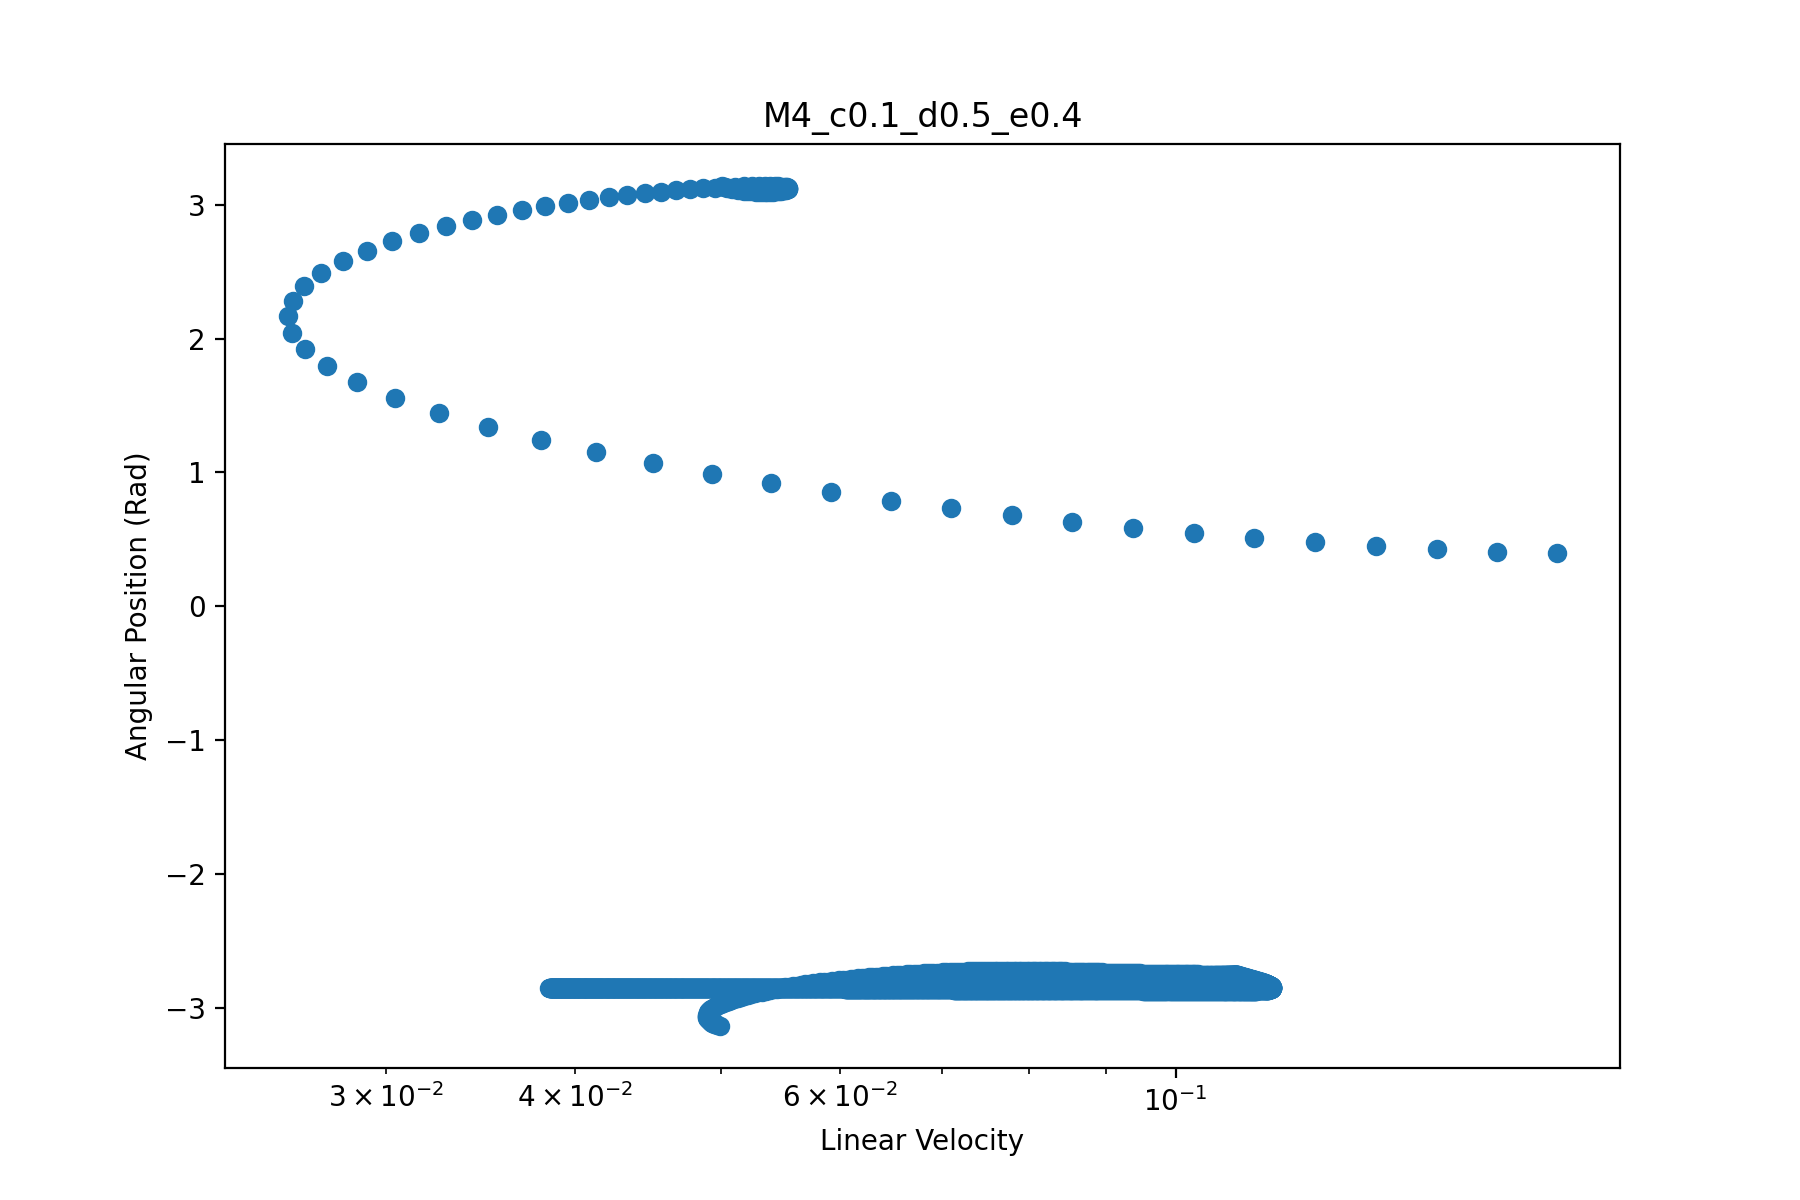 M4_c0.1_d0.5_e0.4
Angular Position (Rad)
3
2
1
0
−1
−2
−3
3 × 10⁻²
4 × 10⁻²
6 × 10⁻²
10⁻¹
Linear Velocity